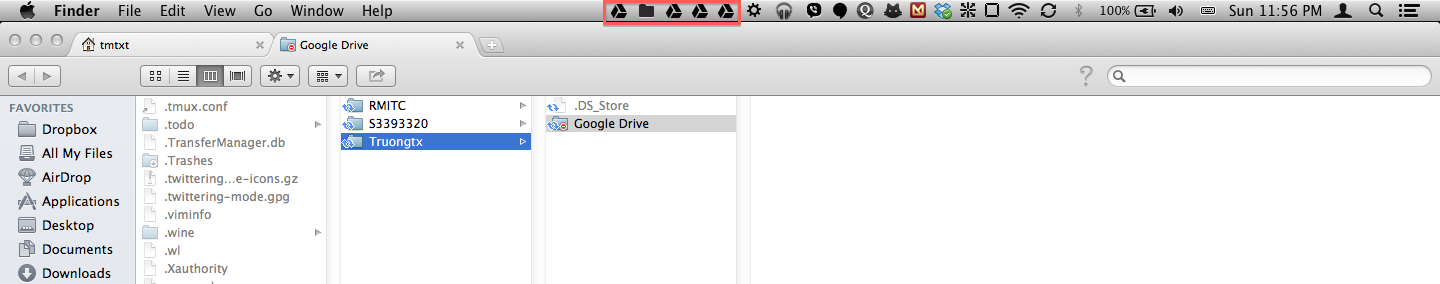 Finder File Edit View Go Window Help 100% Sun 11:56 PM
tmtxt Google Drive
FAVORITES
Dropbox
All My Files
AirDrop
Applications
Desktop
Documents
Downloads
.tmux.conf
.todo
.TransferManager.db
.Trashes
.twittering...e-icons.gz
.twittering-mode.gpg
.viminfo
.wine
.wl
.Xauthority
RMITC
S3393320
Truongtx
.DS_Store
Google Drive